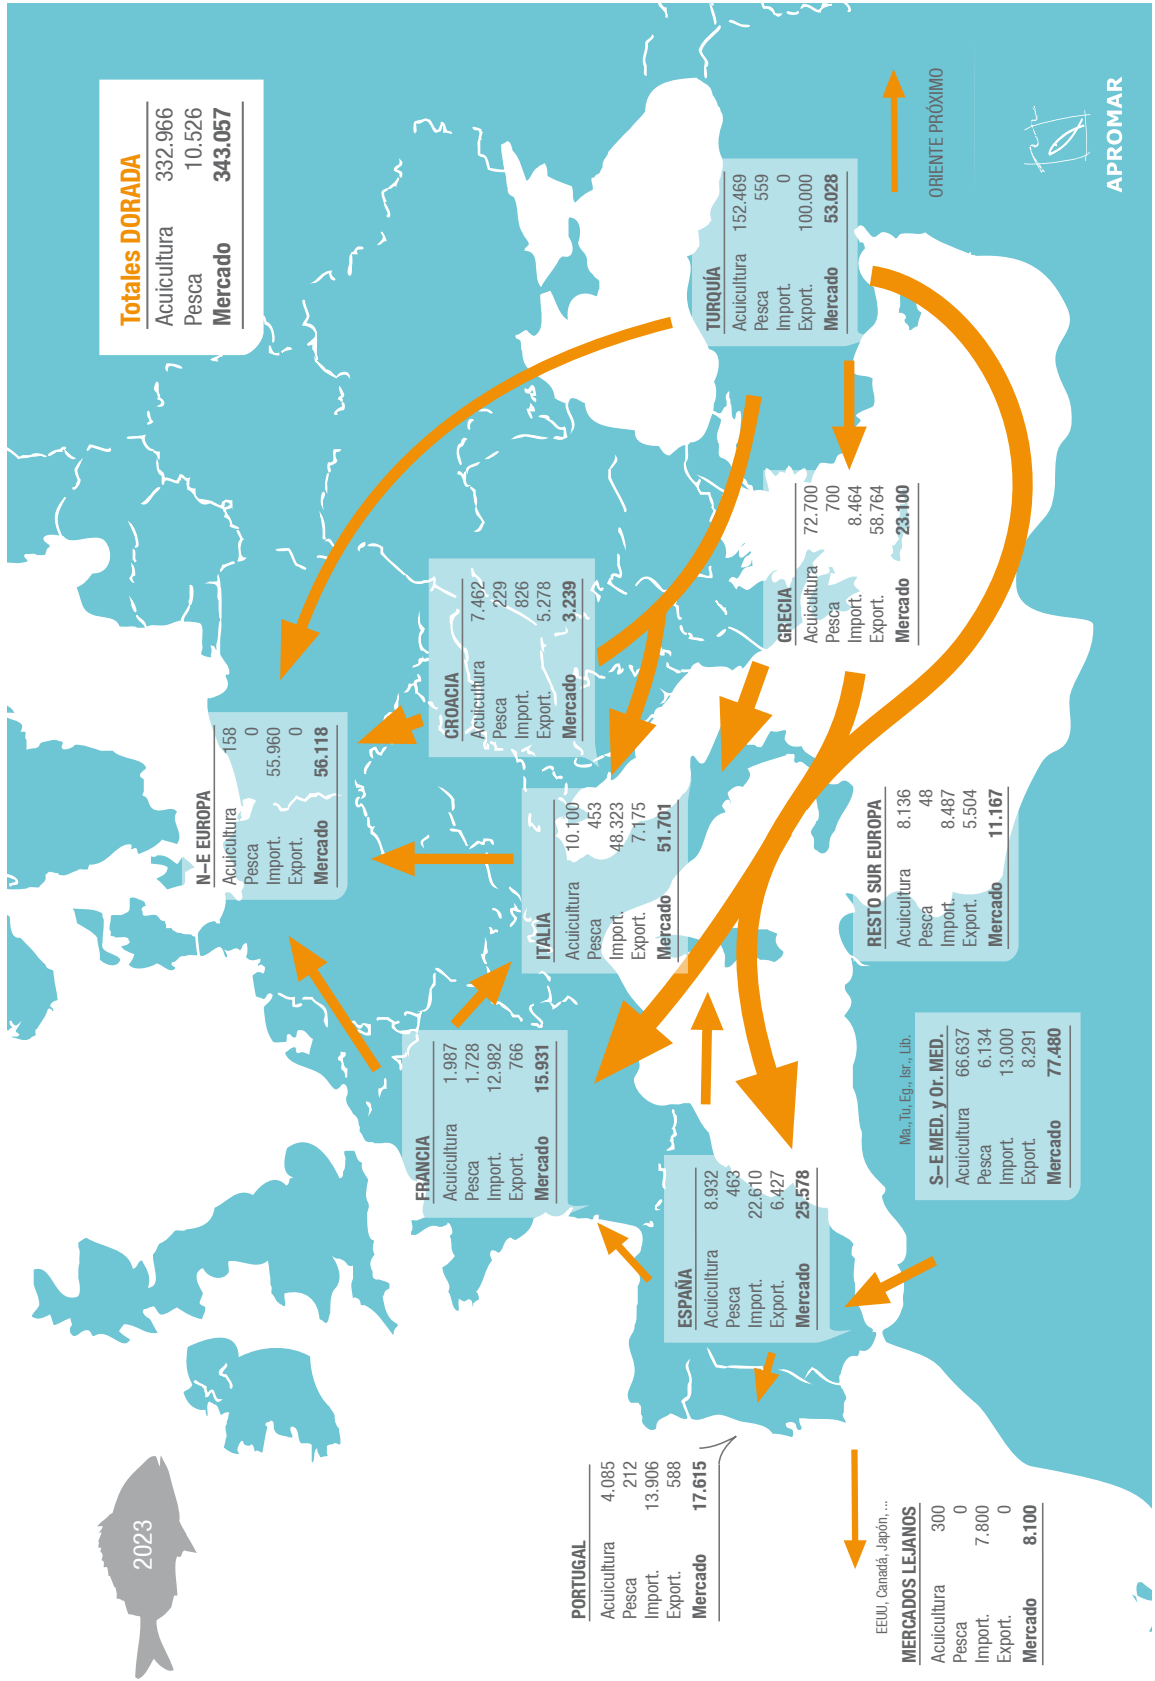 2023
Totales DORADA
Acuicultura 332.966
Pesca 10.526
Mercado 343.057
N–E EUROPA
Acuicultura 158
Pesca 0
Import. 55.960
Export. 0
Mercado 56.118
FRANCIA
Acuicultura 1.987
Pesca 1.728
Import. 12.982
Export. 766
Mercado 15.931
CROACIA
Acuicultura 7.462
Pesca 229
Import. 826
Export. 5.278
Mercado 3.239
ITALIA
Acuicultura 10.100
Pesca 453
Import. 48.323
Export. 7.175
Mercado 51.701
PORTUGAL
Acuicultura 4.085
Pesca 212
Import. 13.906
Export. 588
Mercado 17.615
ESPAÑA
Acuicultura 8.932
Pesca 463
Import. 22.610
Export. 6.427
Mercado 25.578
TURQUÍA
Acuicultura 152.469
Pesca 559
Import. 0
Export. 100.000
Mercado 53.028
GRECIA
Acuicultura 72.700
Pesca 700
Import. 8.464
Export. 58.764
Mercado 23.100
EEUU, Canadá, Japón, ...
MERCADOS LEJANOS
Acuicultura 300
Pesca 0
Import. 7.800
Export. 0
Mercado 8.100
Ma.,Tu, Eg., Isr., Lib.
S–E MED. y Or. MED.
Acuicultura 66.637
Pesca 6.134
Import. 13.000
Export. 8.291
Mercado 77.480
RESTO SUR EUROPA
Acuicultura 8.136
Pesca 48
Import. 8.487
Export. 5.504
Mercado 11.167
ORIENTE PRÓXIMO
APROMAR